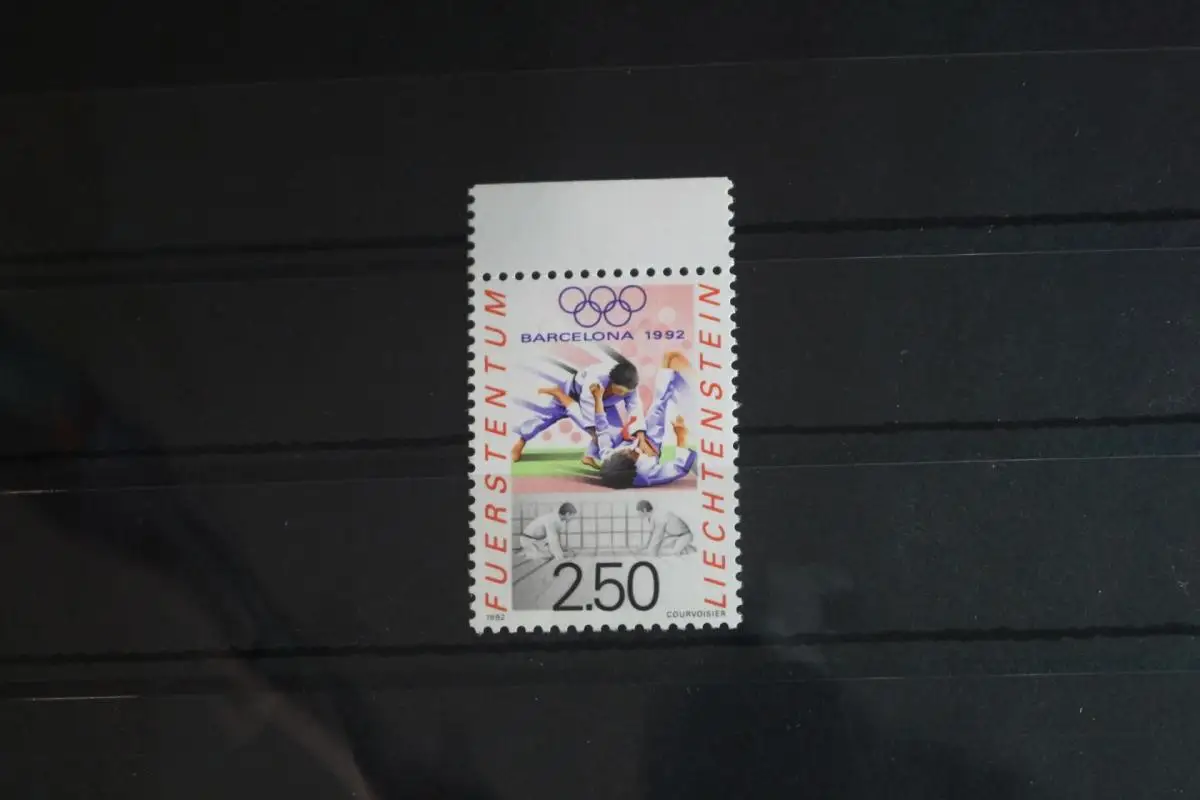 BARCELONA 1992
FUERSTENTUM
LIECHTENSTEIN
2.50
1992
COURVOISIER